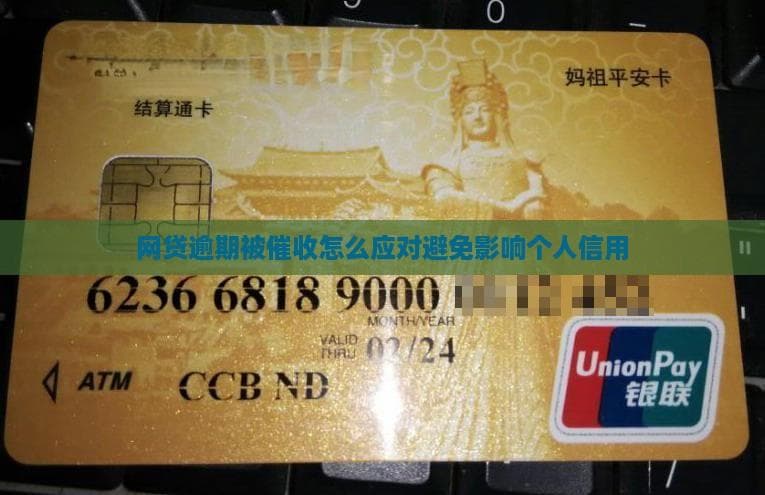 0
妈祖平安卡
结算通卡
网贷逾期被催收怎么应对避免影响个人信用
6236 6818 9000
MONTH/YEAR
VALID
THRU 02/24
ATM CCB ND
UnionPay
银联